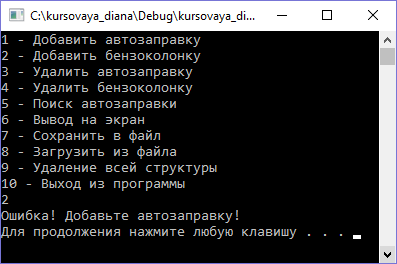 C:\kursovaya_diana\Debug\kursovaya_di...
1 - Добавить автозаправку
2 - Добавить бензоколонку
3 - Удалить автозаправку
4 - Удалить бензоколонку
5 - Поиск автозаправки
6 - Вывод на экран
7 - Сохранить в файл
8 - Загрузить из файла
9 - Удаление всей структуры
10 - Выход из программы
2
Ошибка! Добавьте автозаправку!
Для продолжения нажмите любую клавишу . . .